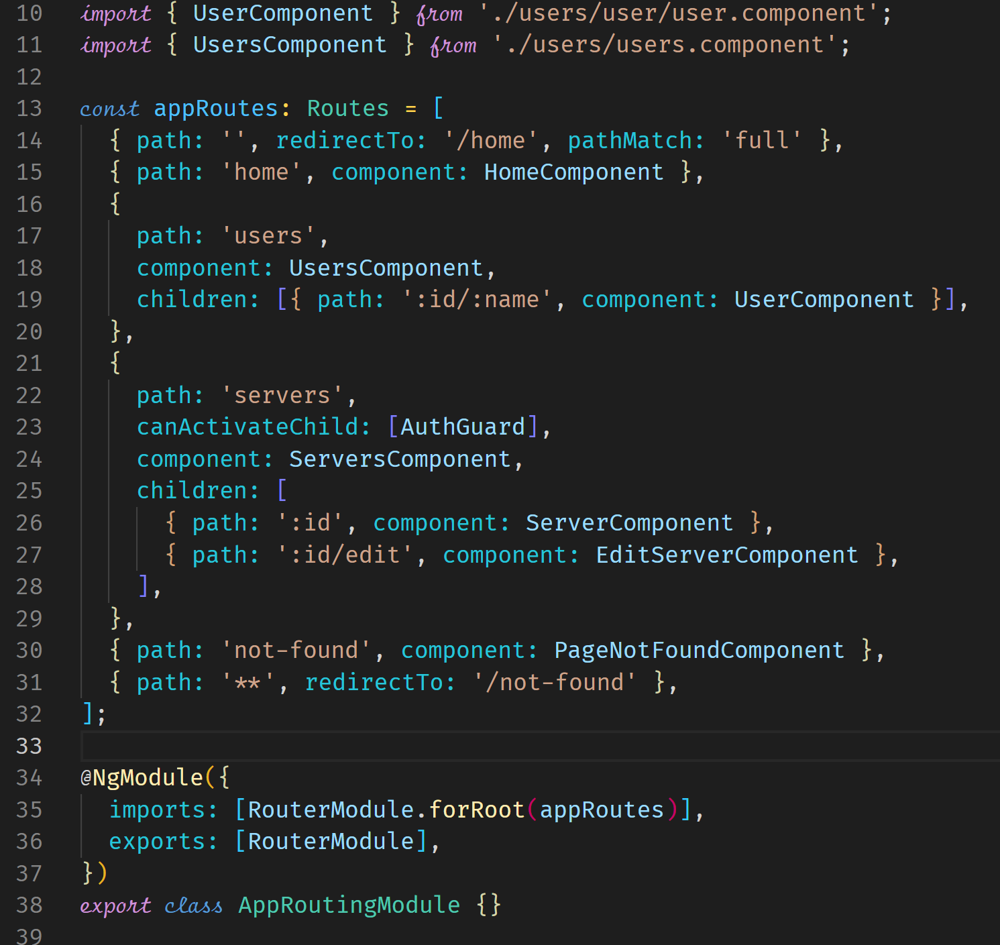 10 import { UserComponent } from './users/user/user.component';
11 import { UsersComponent } from './users/users.component';
12
13 const appRoutes: Routes = [
14   { path: '', redirectTo: '/home', pathMatch: 'full' },
15   { path: 'home', component: HomeComponent },
16   {
17     path: 'users',
18     component: UsersComponent,
19     children: [{ path: ':id/:name', component: UserComponent }],
20   },
21   {
22     path: 'servers',
23     canActivateChild: [AuthGuard],
24     component: ServersComponent,
25     children: [
26       { path: ':id', component: ServerComponent },
27       { path: ':id/edit', component: EditServerComponent },
28     ],
29   },
30   { path: 'not-found', component: PageNotFoundComponent },
31   { path: '**', redirectTo: '/not-found' },
32 ];
33
34 @NgModule({
35   imports: [RouterModule.forRoot(appRoutes)],
36   exports: [RouterModule],
37 })
38 export class AppRoutingModule {}
39